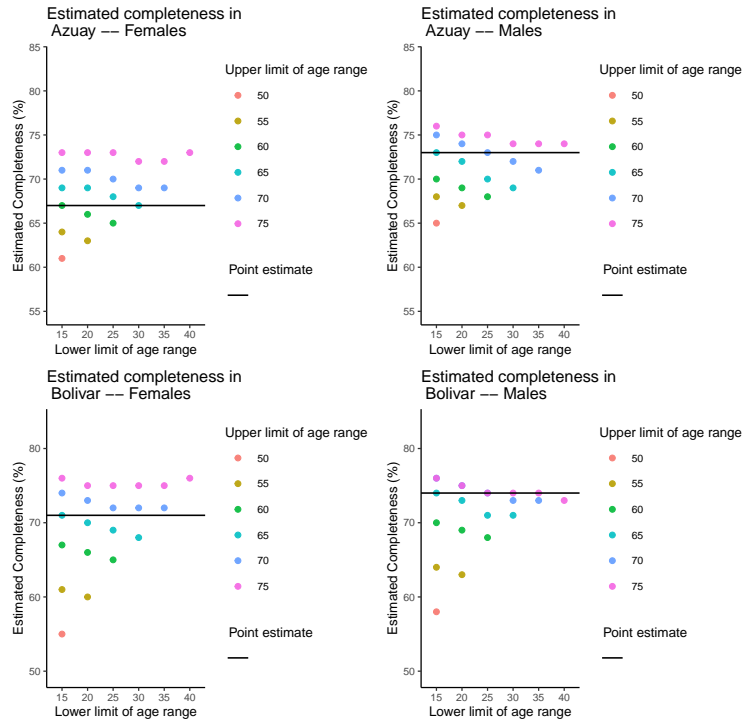 Estimated completeness in
Azuay −− Females
Estimated Completeness (%)
85
80
75
70
65
60
55
15 20 25 30 35 40
Lower limit of age range
Upper limit of age range
50
55
60
65
70
75
Point estimate
Estimated completeness in
Azuay −− Males
Estimated Completeness (%)
85
80
75
70
65
60
55
15 20 25 30 35 40
Lower limit of age range
Upper limit of age range
50
55
60
65
70
75
Point estimate
Estimated completeness in
Bolivar −− Females
Estimated Completeness (%)
80
70
60
50
15 20 25 30 35 40
Lower limit of age range
Upper limit of age range
50
55
60
65
70
75
Point estimate
Estimated completeness in
Bolivar −− Males
Estimated Completeness (%)
80
70
60
50
15 20 25 30 35 40
Lower limit of age range
Upper limit of age range
50
55
60
65
70
75
Point estimate